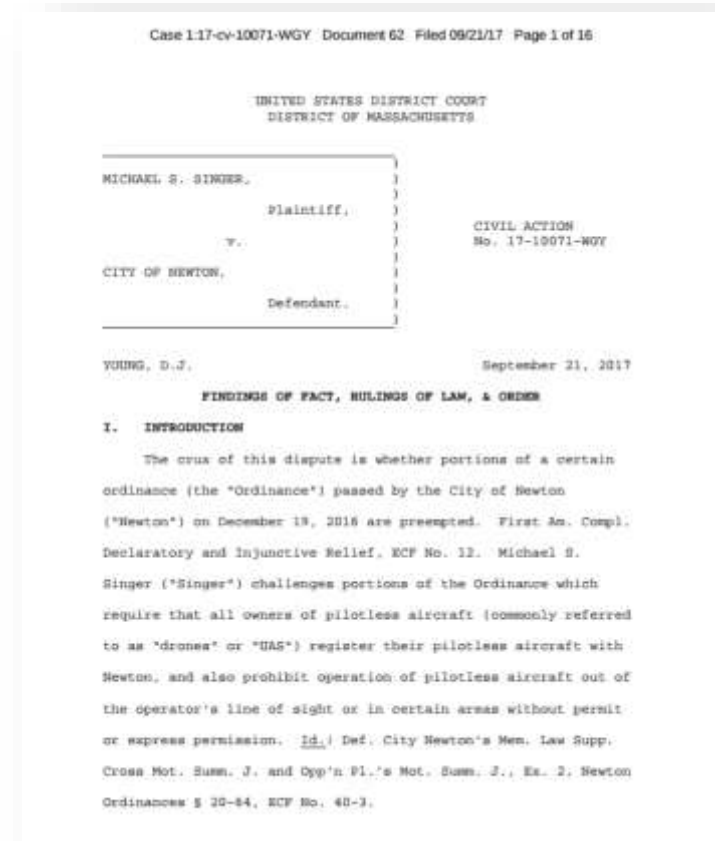 Case 1:17-cv-10071-WGY Document 62 Filed 09/21/17 Page 1 of 16
UNITED STATES DISTRICT COURT
DISTRICT OF MASSACHUSETTS
MICHAEL S. SINGER,
Plaintiff,
v.
CITY OF NEWTON,
Defendant.
CIVIL ACTION
No. 17-10071-WGY
YOUNG, D.J. September 21, 2017
FINDINGS OF FACT, RULINGS OF LAW, & ORDER
I. INTRODUCTION
The crux of this dispute is whether portions of a certain
ordinance (the "Ordinance") passed by the City of Newton
("Newton") on December 19, 2016 are preempted. First Am. Compl.
Declaratory and Injunctive Relief, ECF No. 12. Michael S.
Singer ("Singer") challenges portions of the Ordinance which
require that all owners of pilotless aircraft (commonly referred
to as "drones" or "UAS") register their pilotless aircraft with
Newton, and also prohibit operation of pilotless aircraft out of
the operator's line of sight or in certain areas without permit
or express permission. Id.; Def. City Newton's Mem. Law Supp.
Cross Mot. Summ. J. and Opp'n Pl.'s Mot. Summ. J., Ex. 2, Newton
Ordinances § 20-64, ECF No. 40-3.